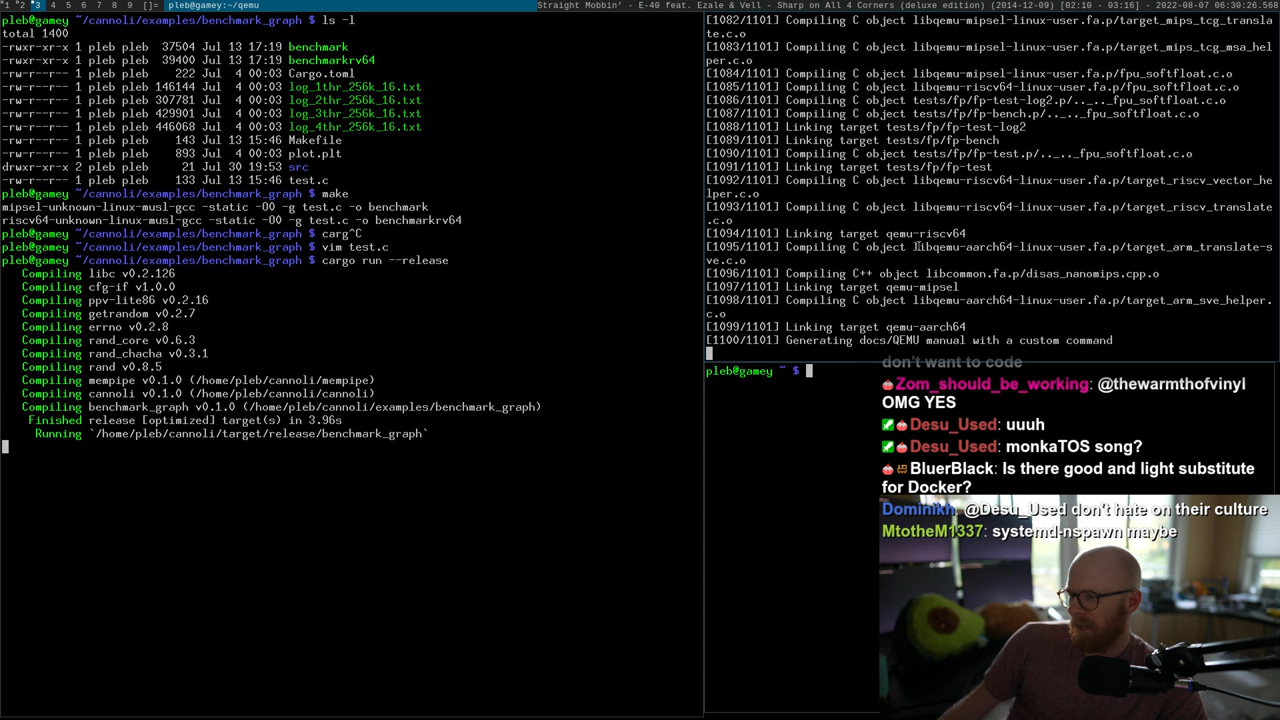 1 2 3 4 5 6 7 8 9 []= pleb@gamey:~/qemu Straight Mobbin' - E-40 feat. Ezale & Vell - Sharp on All 4 Corners (deluxe edition) (2014-12-09) [02:10 - 03:16] - 2022-08-07 06:30:26.568
pleb@gamey ~/cannoli/examples/benchmark_graph $ ls -l
total 1400
-rwxr-xr-x 1 pleb pleb 37504 Jul 13 17:19 benchmark
-rwxr-xr-x 1 pleb pleb 39400 Jul 13 17:19 benchmarkrv64
-rw-r--r-- 1 pleb pleb 222 Jul 4 00:03 Cargo.toml
-rw-r--r-- 1 pleb pleb 146144 Jul 4 00:03 log_1thr_256k_16.txt
-rw-r--r-- 1 pleb pleb 307781 Jul 4 00:03 log_2thr_256k_16.txt
-rw-r--r-- 1 pleb pleb 429901 Jul 4 00:03 log_3thr_256k_16.txt
-rw-r--r-- 1 pleb pleb 446068 Jul 4 00:03 log_4thr_256k_16.txt
-rw-r--r-- 1 pleb pleb 143 Jul 13 15:46 Makefile
-rw-r--r-- 1 pleb pleb 893 Jul 4 00:03 plot.plt
drwxr-xr-x 2 pleb pleb 21 Jul 30 19:53 src
-rw-r--r-- 1 pleb pleb 133 Jul 13 15:46 test.c
pleb@gamey ~/cannoli/examples/benchmark_graph $ make
mipsel-unknown-linux-musl-gcc -static -O0 -g test.c -o benchmark
riscv64-unknown-linux-musl-gcc -static -O0 -g test.c -o benchmarkrv64
pleb@gamey ~/cannoli/examples/benchmark_graph $ carg^C
pleb@gamey ~/cannoli/examples/benchmark_graph $ vim test.c
pleb@gamey ~/cannoli/examples/benchmark_graph $ cargo run --release
Compiling libc v0.2.126
Compiling cfg-if v1.0.0
Compiling ppv-lite86 v0.2.16
Compiling getrandom v0.2.7
Compiling errno v0.2.8
Compiling rand_core v0.6.3
Compiling rand_chacha v0.3.1
Compiling rand v0.8.5
Compiling mempipe v0.1.0 (/home/pleb/cannoli/mempipe)
Compiling cannoli v0.1.0 (/home/pleb/cannoli/cannoli)
Compiling benchmark_graph v0.1.0 (/home/pleb/cannoli/examples/benchmark_graph)
Finished release [optimized] target(s) in 3.96s
Running `/home/pleb/cannoli/target/release/benchmark_graph`
[1082/1101] Compiling C object libqemu-mipsel-linux-user.fa.p/target_mips_tcg_transla
te.c.o
[1083/1101] Compiling C object libqemu-mipsel-linux-user.fa.p/target_mips_tcg_msa_hel
per.c.o
[1084/1101] Compiling C object libqemu-mipsel-linux-user.fa.p/fpu_softfloat.c.o
[1085/1101] Compiling C object libqemu-riscv64-linux-user.fa.p/fpu_softfloat.c.o
[1086/1101] Compiling C object tests/fp/fp-test-log2.p/.._.._fpu_softfloat.c.o
[1087/1101] Compiling C object tests/fp/fp-bench.p/.._.._fpu_softfloat.c.o
[1088/1101] Linking target tests/fp/fp-test-log2
[1089/1101] Linking target tests/fp/fp-bench
[1090/1101] Compiling C object tests/fp/fp-test.p/.._.._fpu_softfloat.c.o
[1091/1101] Linking target tests/fp/fp-test
[1092/1101] Compiling C object libqemu-riscv64-linux-user.fa.p/target_riscv_vector_he
lper.c.o
[1093/1101] Compiling C object libqemu-riscv64-linux-user.fa.p/target_riscv_translate
.c.o
[1094/1101] Linking target qemu-riscv64
[1095/1101] Compiling C object libqemu-aarch64-linux-user.fa.p/target_arm_translate-s
ve.c.o
[1096/1101] Compiling C++ object libcommon.fa.p/disas_nanomips.cpp.o
[1097/1101] Linking target qemu-mipsel
[1098/1101] Compiling C object libqemu-aarch64-linux-user.fa.p/target_arm_sve_helper.
c.o
[1099/1101] Linking target qemu-aarch64
[1100/1101] Generating docs/QEMU manual with a custom command
pleb@gamey ~ $
don't want to code
Zom_should_be_working: @thewarmthofvinyl
OMG YES
Desu_Used: uuuh
Desu_Used: monkaTOS song?
BluerBlack: Is there good and light substitute
for Docker?
Dominikh: @Desu_Used don't hate on their culture
MtotheM1337: systemd-nspawn maybe